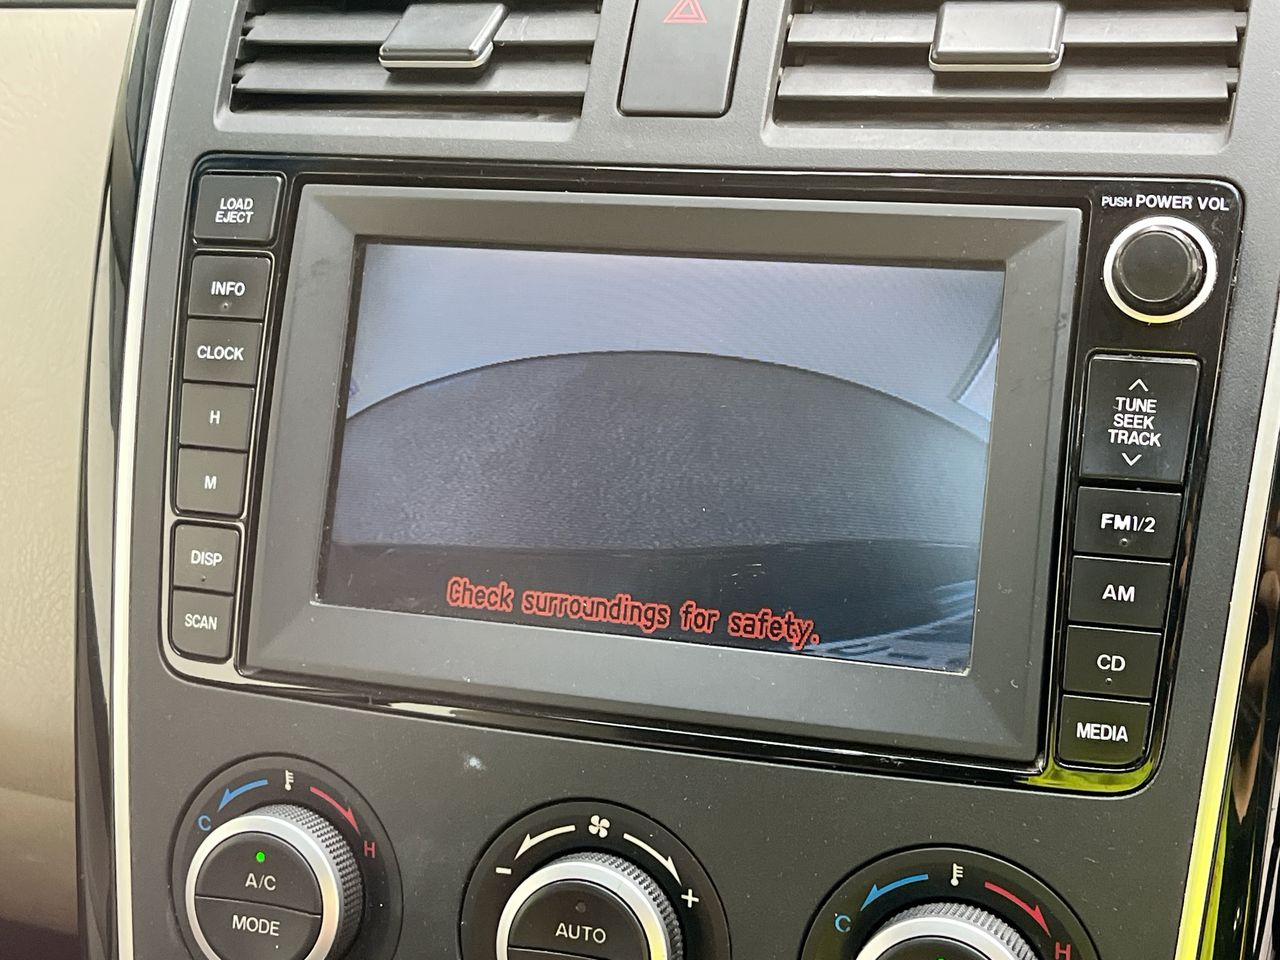 LOAD
EJECT
INFO
CLOCK
H
M
DISP
SCAN
PUSH POWER VOL
TUNE
SEEK
TRACK
FM1/2
AM
CD
MEDIA
Check surroundings for safety.
C
H
A/C
MODE
-
+
AUTO
C
H